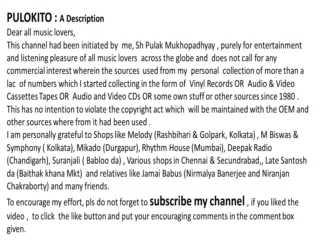 PULOKITO : A Description
Dear all music lovers,
This channel had been initiated by me, Sh Pulak Mukhopadhyay , purely for entertainment
and listening pleasure of all music lovers across the globe and does not call for any
commercial interest wherein the sources used from my personal collection of more than a
lac of numbers which I started collecting in the form of Vinyl Records OR Audio & Video
Cassettes Tapes OR Audio and Video CDs OR some own stuff or other sources since 1980 .
This has no intention to violate the copyright act which will be maintained with the OEM and
other sources where from it had been used .
I am personally grateful to Shops like Melody (Rashbihari & Golpark, Kolkata) , M Biswas &
Symphony ( Kolkata), Mikado (Durgapur), Rhythm House (Mumbai), Deepak Radio
(Chandigarh), Suranjali ( Babloo da) , Various shops in Chennai & Secundrabad,, Late Santosh
da (Baithak khana Mkt) and relatives like Jamai Babus (Nirmalya Banerjee and Niranjan
Chakraborty) and many friends.
To encourage my effort, pls do not forget to subscribe my channel , if you liked the
video , to click the like button and put your encouraging comments in the comment box
given.